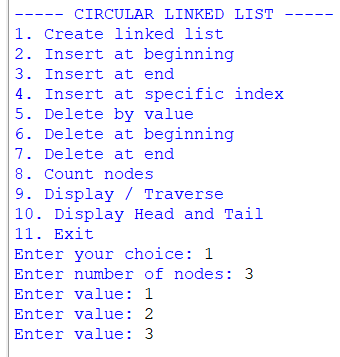 ----- CIRCULAR LINKED LIST -----
1. Create linked list
2. Insert at beginning
3. Insert at end
4. Insert at specific index
5. Delete by value
6. Delete at beginning
7. Delete at end
8. Count nodes
9. Display / Traverse
10. Display Head and Tail
11. Exit
Enter your choice: 1
Enter number of nodes: 3
Enter value: 1
Enter value: 2
Enter value: 3